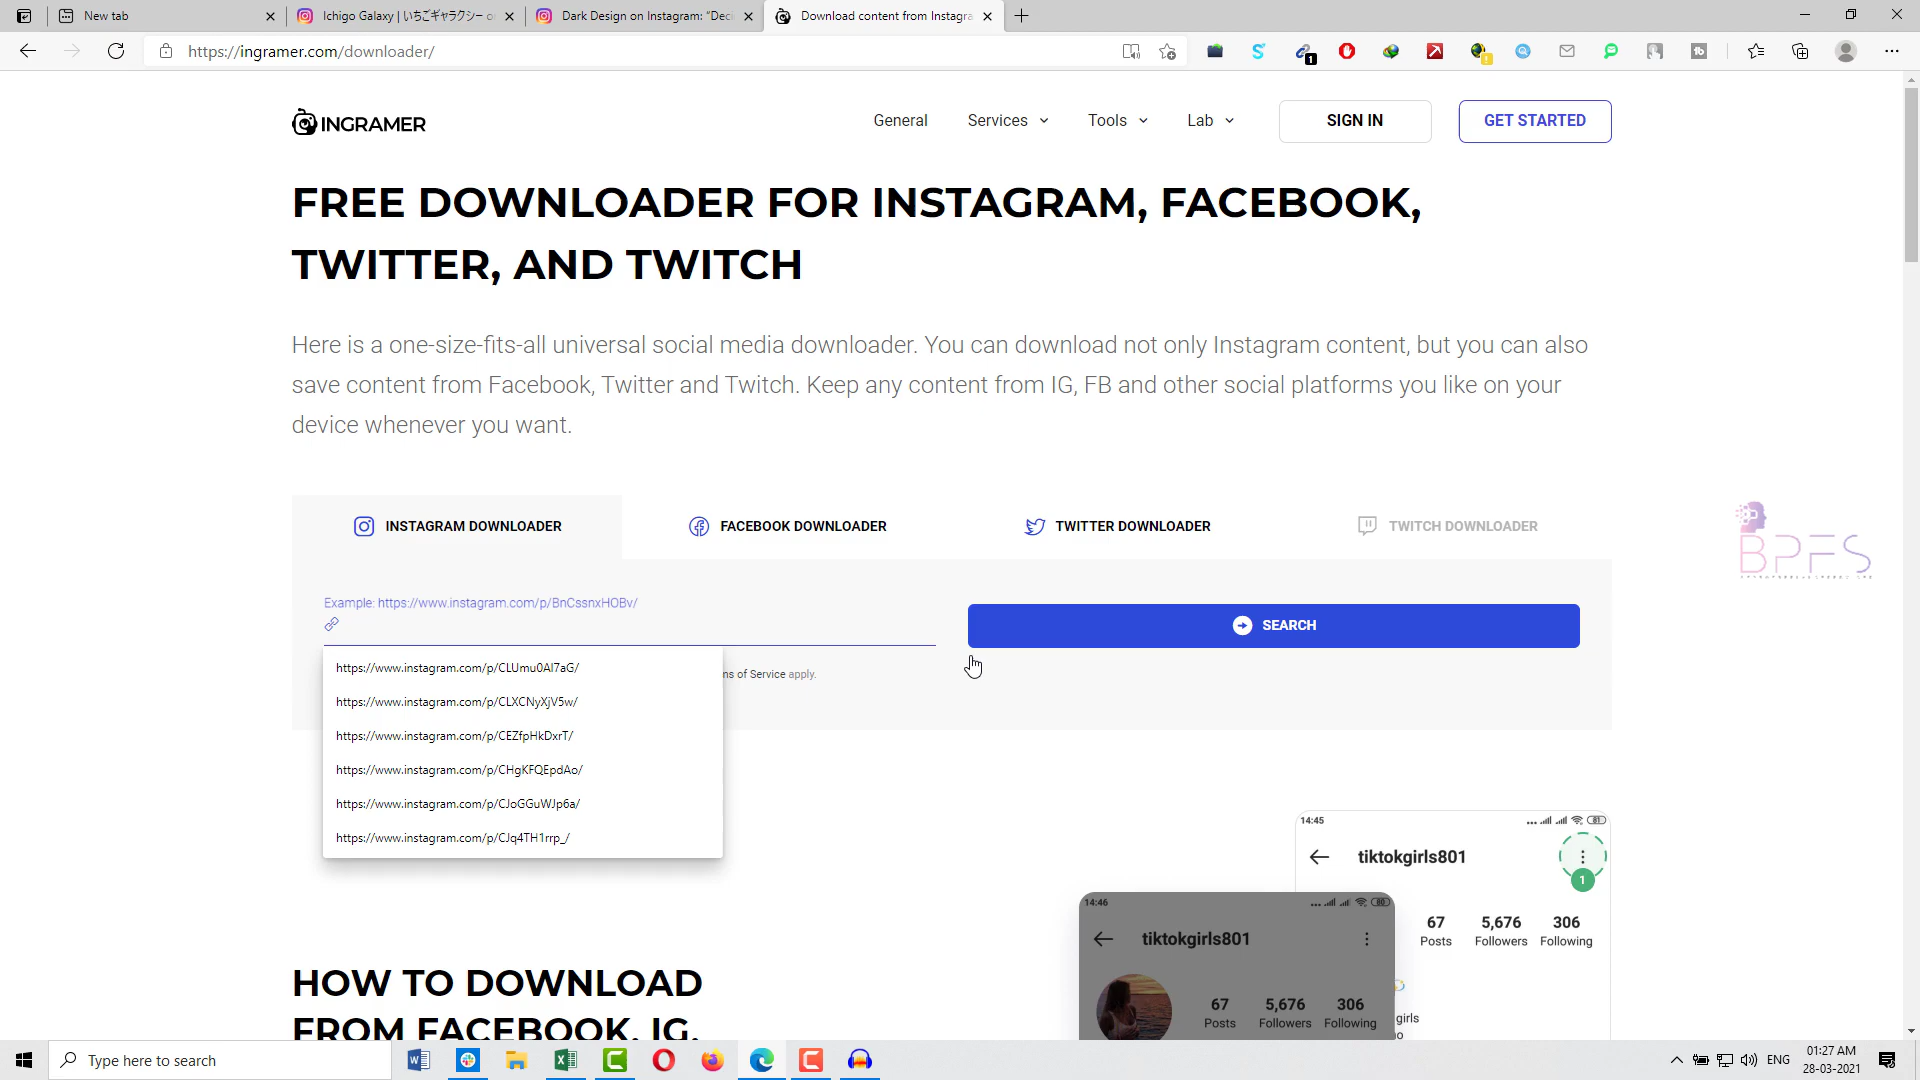 New tab
Ichigo Galaxy | いちごギャラクシー o
Dark Design on Instagram: "Deci
Download content from Instagra
https://ingramer.com/downloader/
1
INGRAMER
General
Services
Tools
Lab
SIGN IN
GET STARTED
FREE DOWNLOADER FOR INSTAGRAM, FACEBOOK,
TWITTER, AND TWITCH
Here is a one-size-fits-all universal social media downloader. You can download not only Instagram content, but you can also
save content from Facebook, Twitter and Twitch. Keep any content from IG, FB and other social platforms you like on your
device whenever you want.
INSTAGRAM DOWNLOADER
FACEBOOK DOWNLOADER
TWITTER DOWNLOADER
TWITCH DOWNLOADER
BPFS
Example: https://www.instagram.com/p/BnCssnxHOBv/
SEARCH
https://www.instagram.com/p/CLUmu0Al7aG/
ns of Service apply.
https://www.instagram.com/p/CLXCNyXjV5w/
https://www.instagram.com/p/CEZfpHkDxrT/
https://www.instagram.com/p/CHgKFQEpdAo/
https://www.instagram.com/p/CJoGGuWJp6a/
https://www.instagram.com/p/CJq4TH1rrp_/
14:45
81
tiktokgirls801
1
67
5,676
306
Posts
Followers
Following
14:46
80
tiktokgirls801
67
5,676
306
Posts
Followers
Following
girls
HOW TO DOWNLOAD
FROM FACEBOOK, IG,
Type here to search
ENG
01:27 AM
28-03-2021